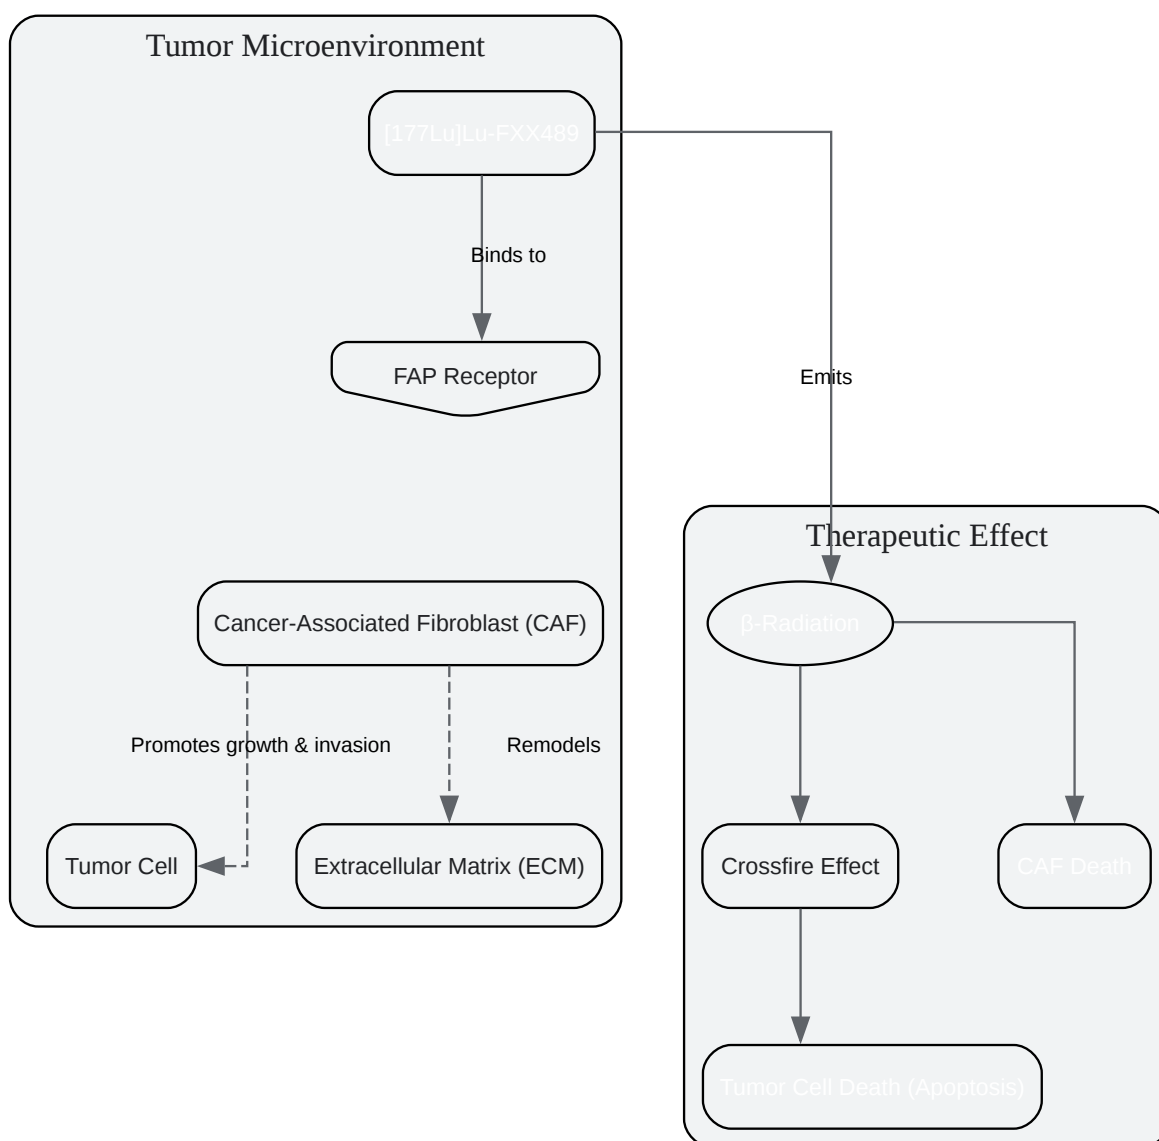 Tumor Microenvironment
[177Lu]Lu-FXX489
Binds to
FAP Receptor
Emits
Therapeutic Effect
Cancer-Associated Fibroblast (CAF)
β-Radiation
Promotes growth & invasion
Remodels
Tumor Cell
Extracellular Matrix (ECM)
Crossfire Effect
CAF Death
Tumor Cell Death (Apoptosis)